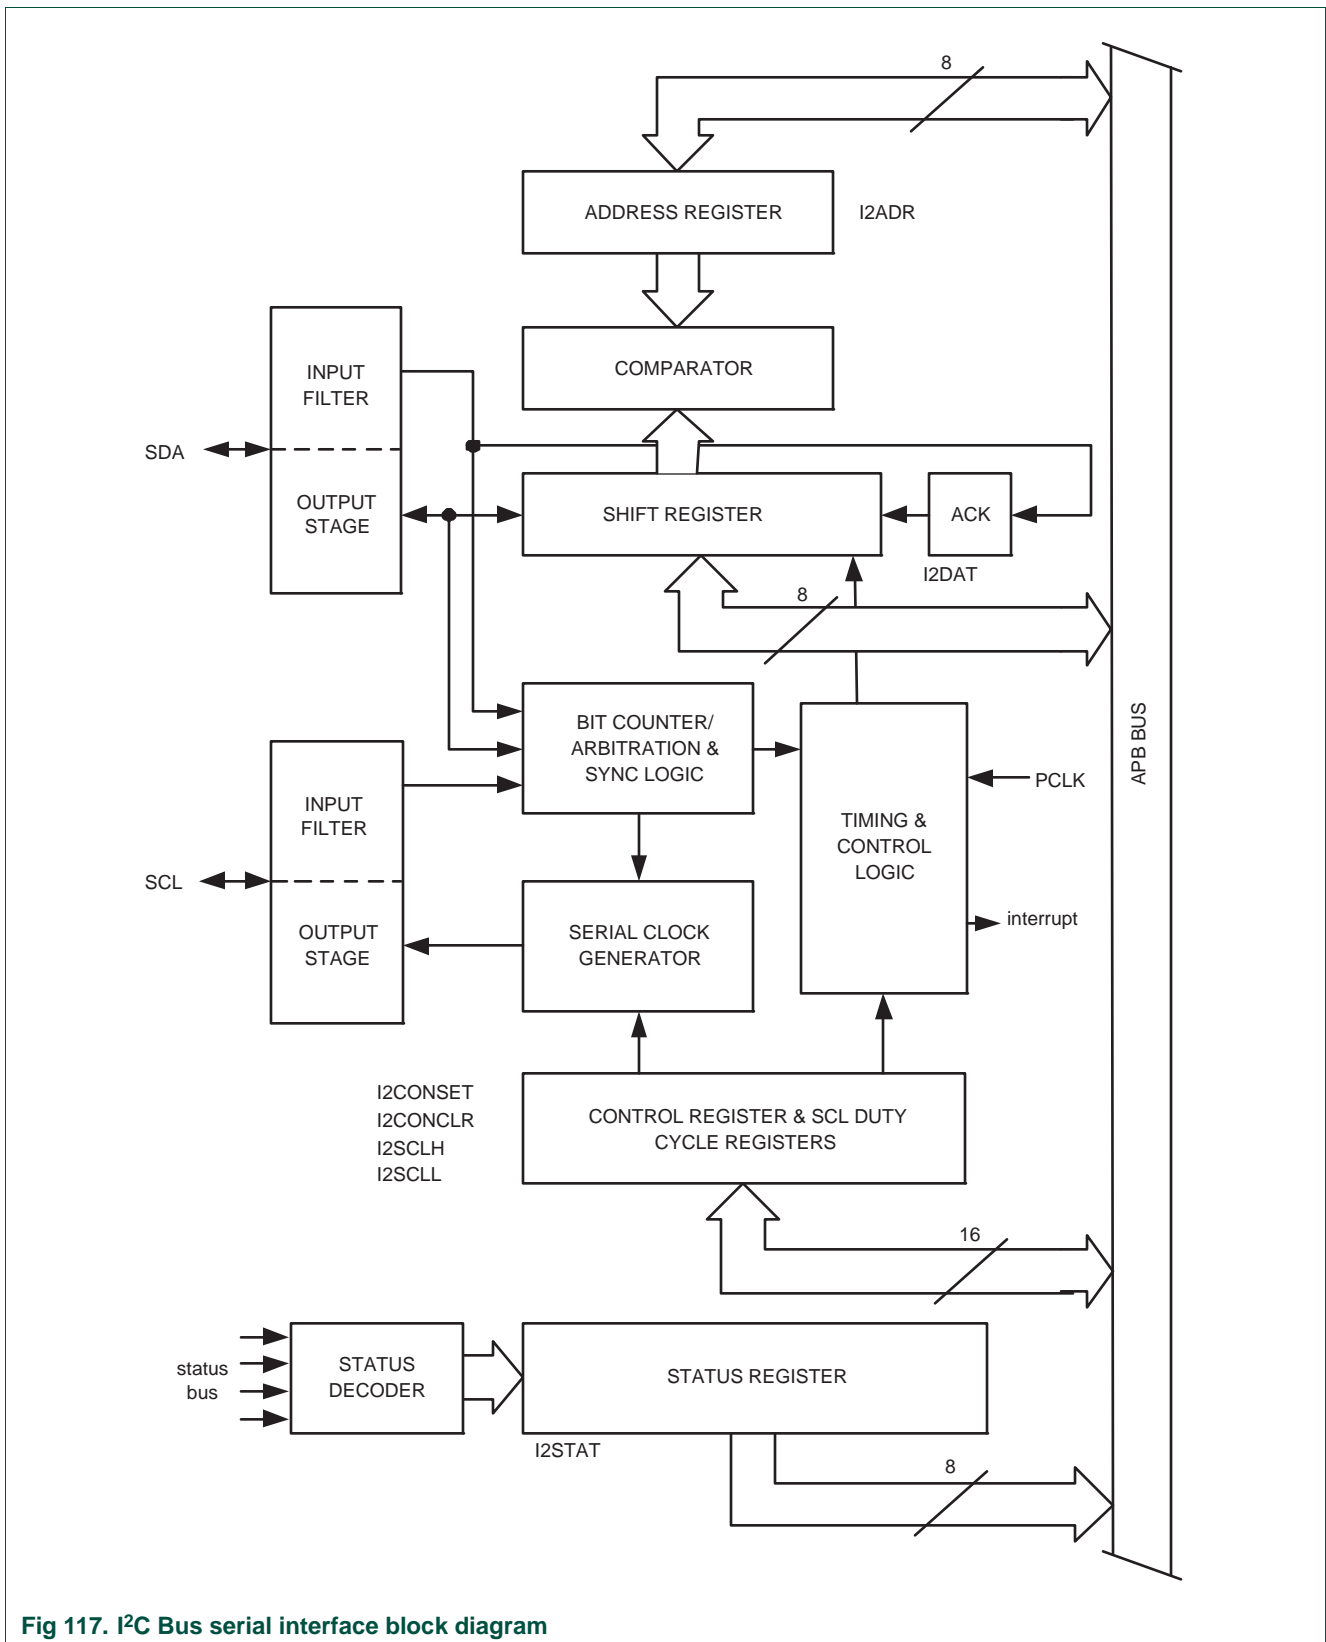 8
ADDRESS REGISTER
I2ADR
COMPARATOR
INPUT
FILTER
SDA
OUTPUT
STAGE
SHIFT REGISTER
ACK
I2DAT
8
BIT COUNTER/
ARBITRATION &
SYNC LOGIC
APB BUS
PCLK
INPUT
FILTER
TIMING &
CONTROL
LOGIC
SCL
OUTPUT
STAGE
SERIAL CLOCK
GENERATOR
interrupt
I2CONSET
I2CONCLR
I2SCLH
I2SCLL
CONTROL REGISTER & SCL DUTY
CYCLE REGISTERS
16
status
bus
STATUS
DECODER
STATUS REGISTER
I2STAT
8
Fig 117. I²C Bus serial interface block diagram